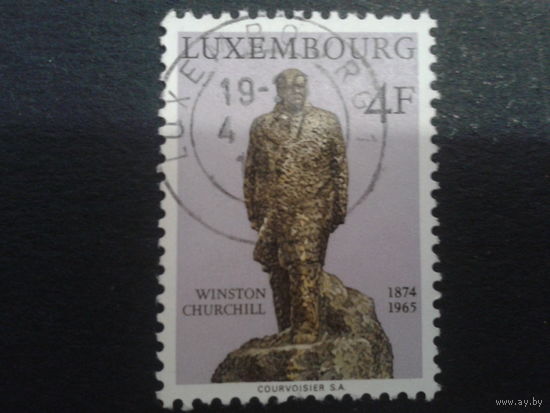 LUXEMBOURG
4F
19-
4
WINSTON
CHURCHILL
1874
1965
COURVOISIER S.A.
www.ay.by